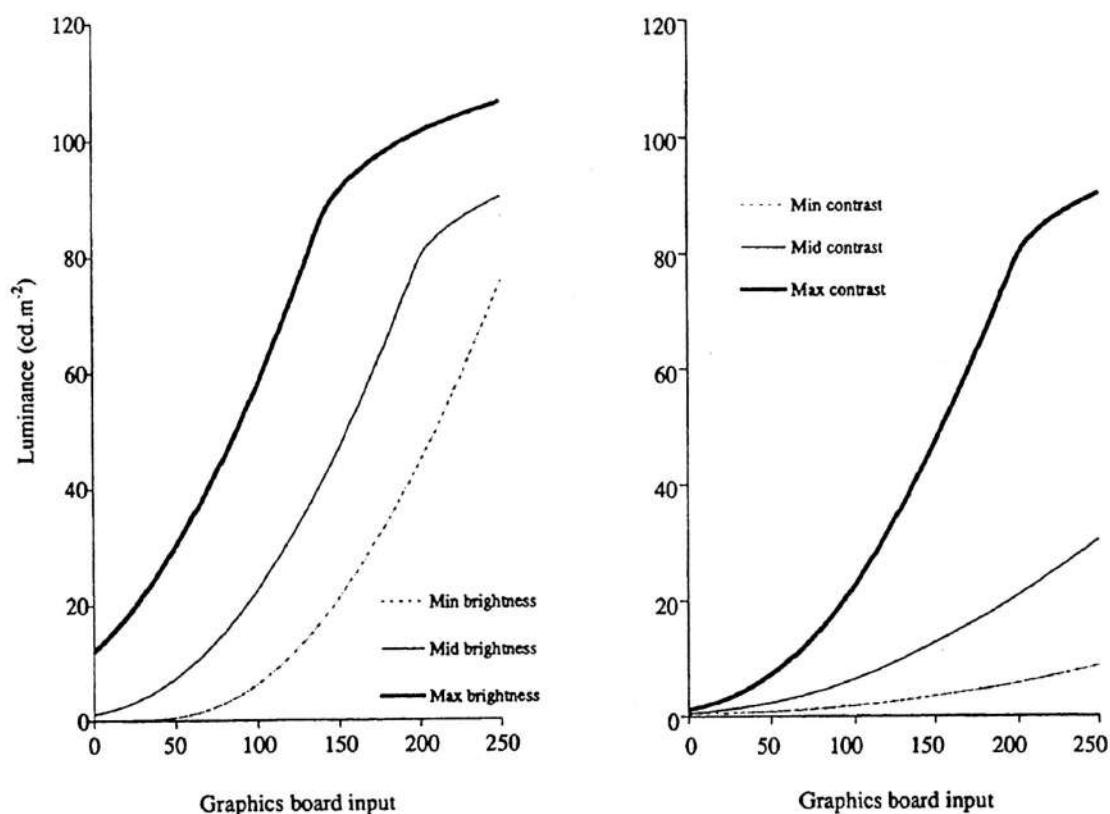 120
100
80
60
40
20
0
Luminance (cd.m-2)
0 50 100 150 200 250
Graphics board input
Min brightness
Mid brightness
Max brightness
120
100
80
60
40
20
0
0 50 100 150 200 250
Graphics board input
Min contrast
Mid contrast
Max contrast